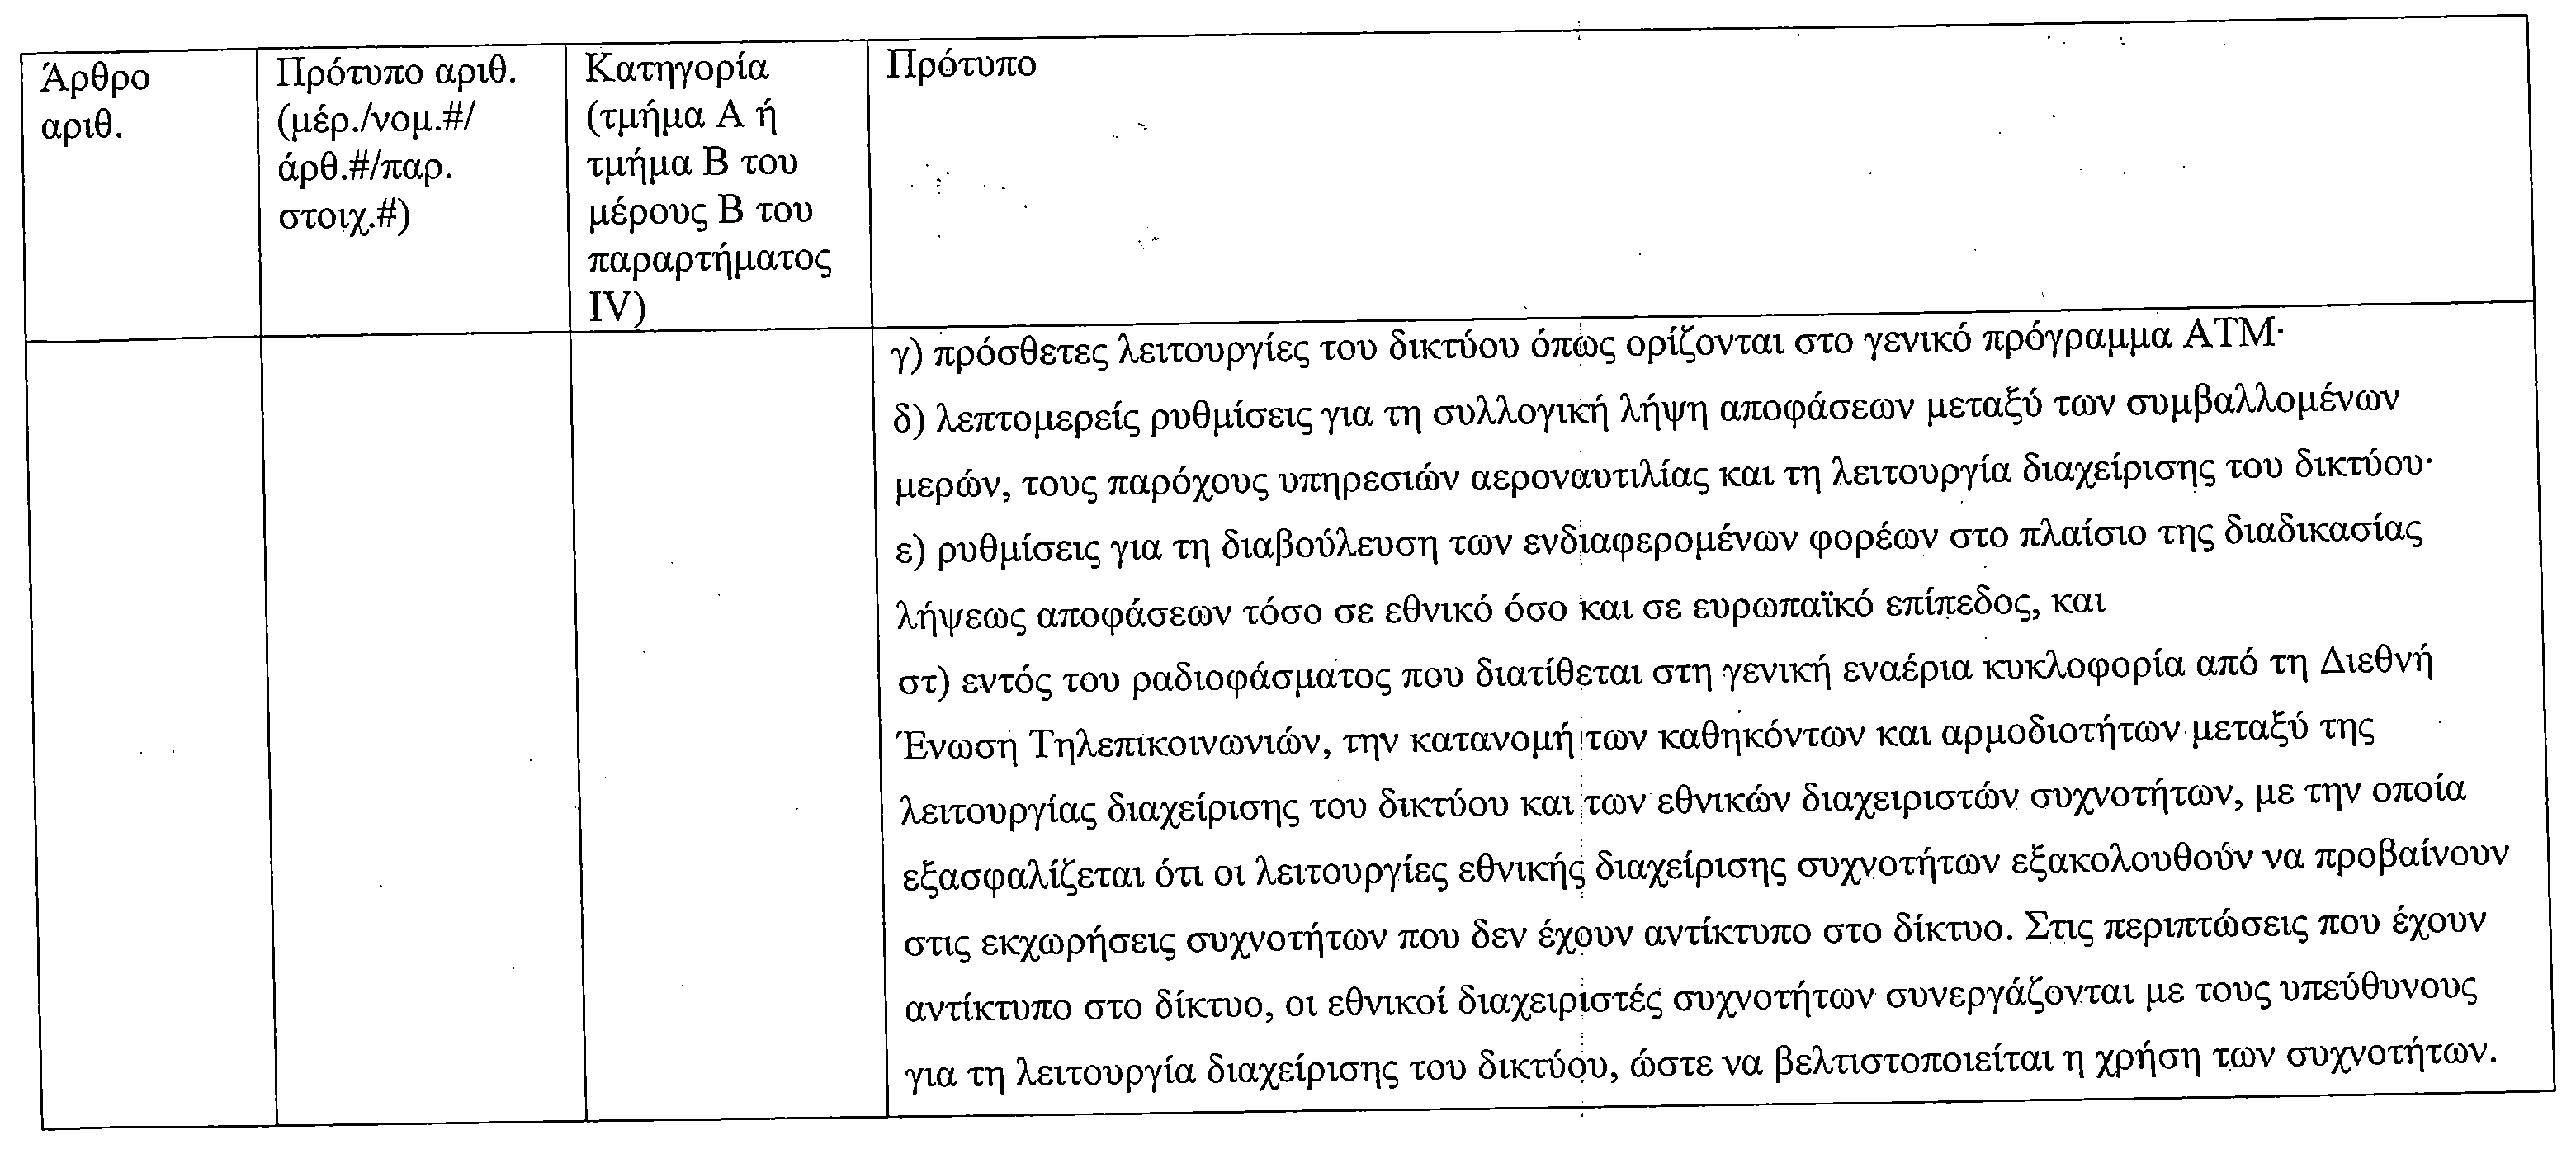 Άρθρο
αριθ.
Πρότυπο αριθ.
(μέρ./νομ.#/
άρθ.#/παρ.
στοιχ.#)
Κατηγορία
(τμήμα Α ή
τμήμα Β του
μέρους Β του
παραρτήματος
IV)
Πρότυπο
γ) πρόσθετες λειτουργίες του δικτύου όπως ορίζονται στο γενικό πρόγραμμα ΑΤΜ·
δ) λεπτομερείς ρυθμίσεις για τη συλλογική λήψη αποφάσεων μεταξύ των συμβαλλομένων
μερών, τους παρόχους υπηρεσιών αεροναυτιλίας και τη λειτουργία διαχείρισης του δικτύου·
ε) ρυθμίσεις για τη διαβούλευση των ενδιαφερομένων φορέων στο πλαίσιο της διαδικασίας
λήψεως αποφάσεων τόσο σε εθνικό όσο και σε ευρωπαϊκό επίπεδος, και
στ) εντός του ραδιοφάσματος που διατίθεται στη γενική εναέρια κυκλοφορία από τη Διεθνή
Ένωση Τηλεπικοινωνιών, την κατανομή των καθηκόντων και αρμοδιοτήτων μεταξύ της
λειτουργίας διαχείρισης του δικτύου και των εθνικών διαχειριστών συχνοτήτων, με την οποία
εξασφαλίζεται ότι οι λειτουργίες εθνικής διαχείρισης συχνοτήτων εξακολουθούν να προβαίνουν
στις εκχωρήσεις συχνοτήτων που δεν έχουν αντίκτυπο στο δίκτυο. Στις περιπτώσεις που έχουν
αντίκτυπο στο δίκτυο, οι εθνικοί διαχειριστές συχνοτήτων συνεργάζονται με τους υπεύθυνους
για τη λειτουργία διαχείρισης του δικτύου, ώστε να βελτιστοποιείται η χρήση των συχνοτήτων.